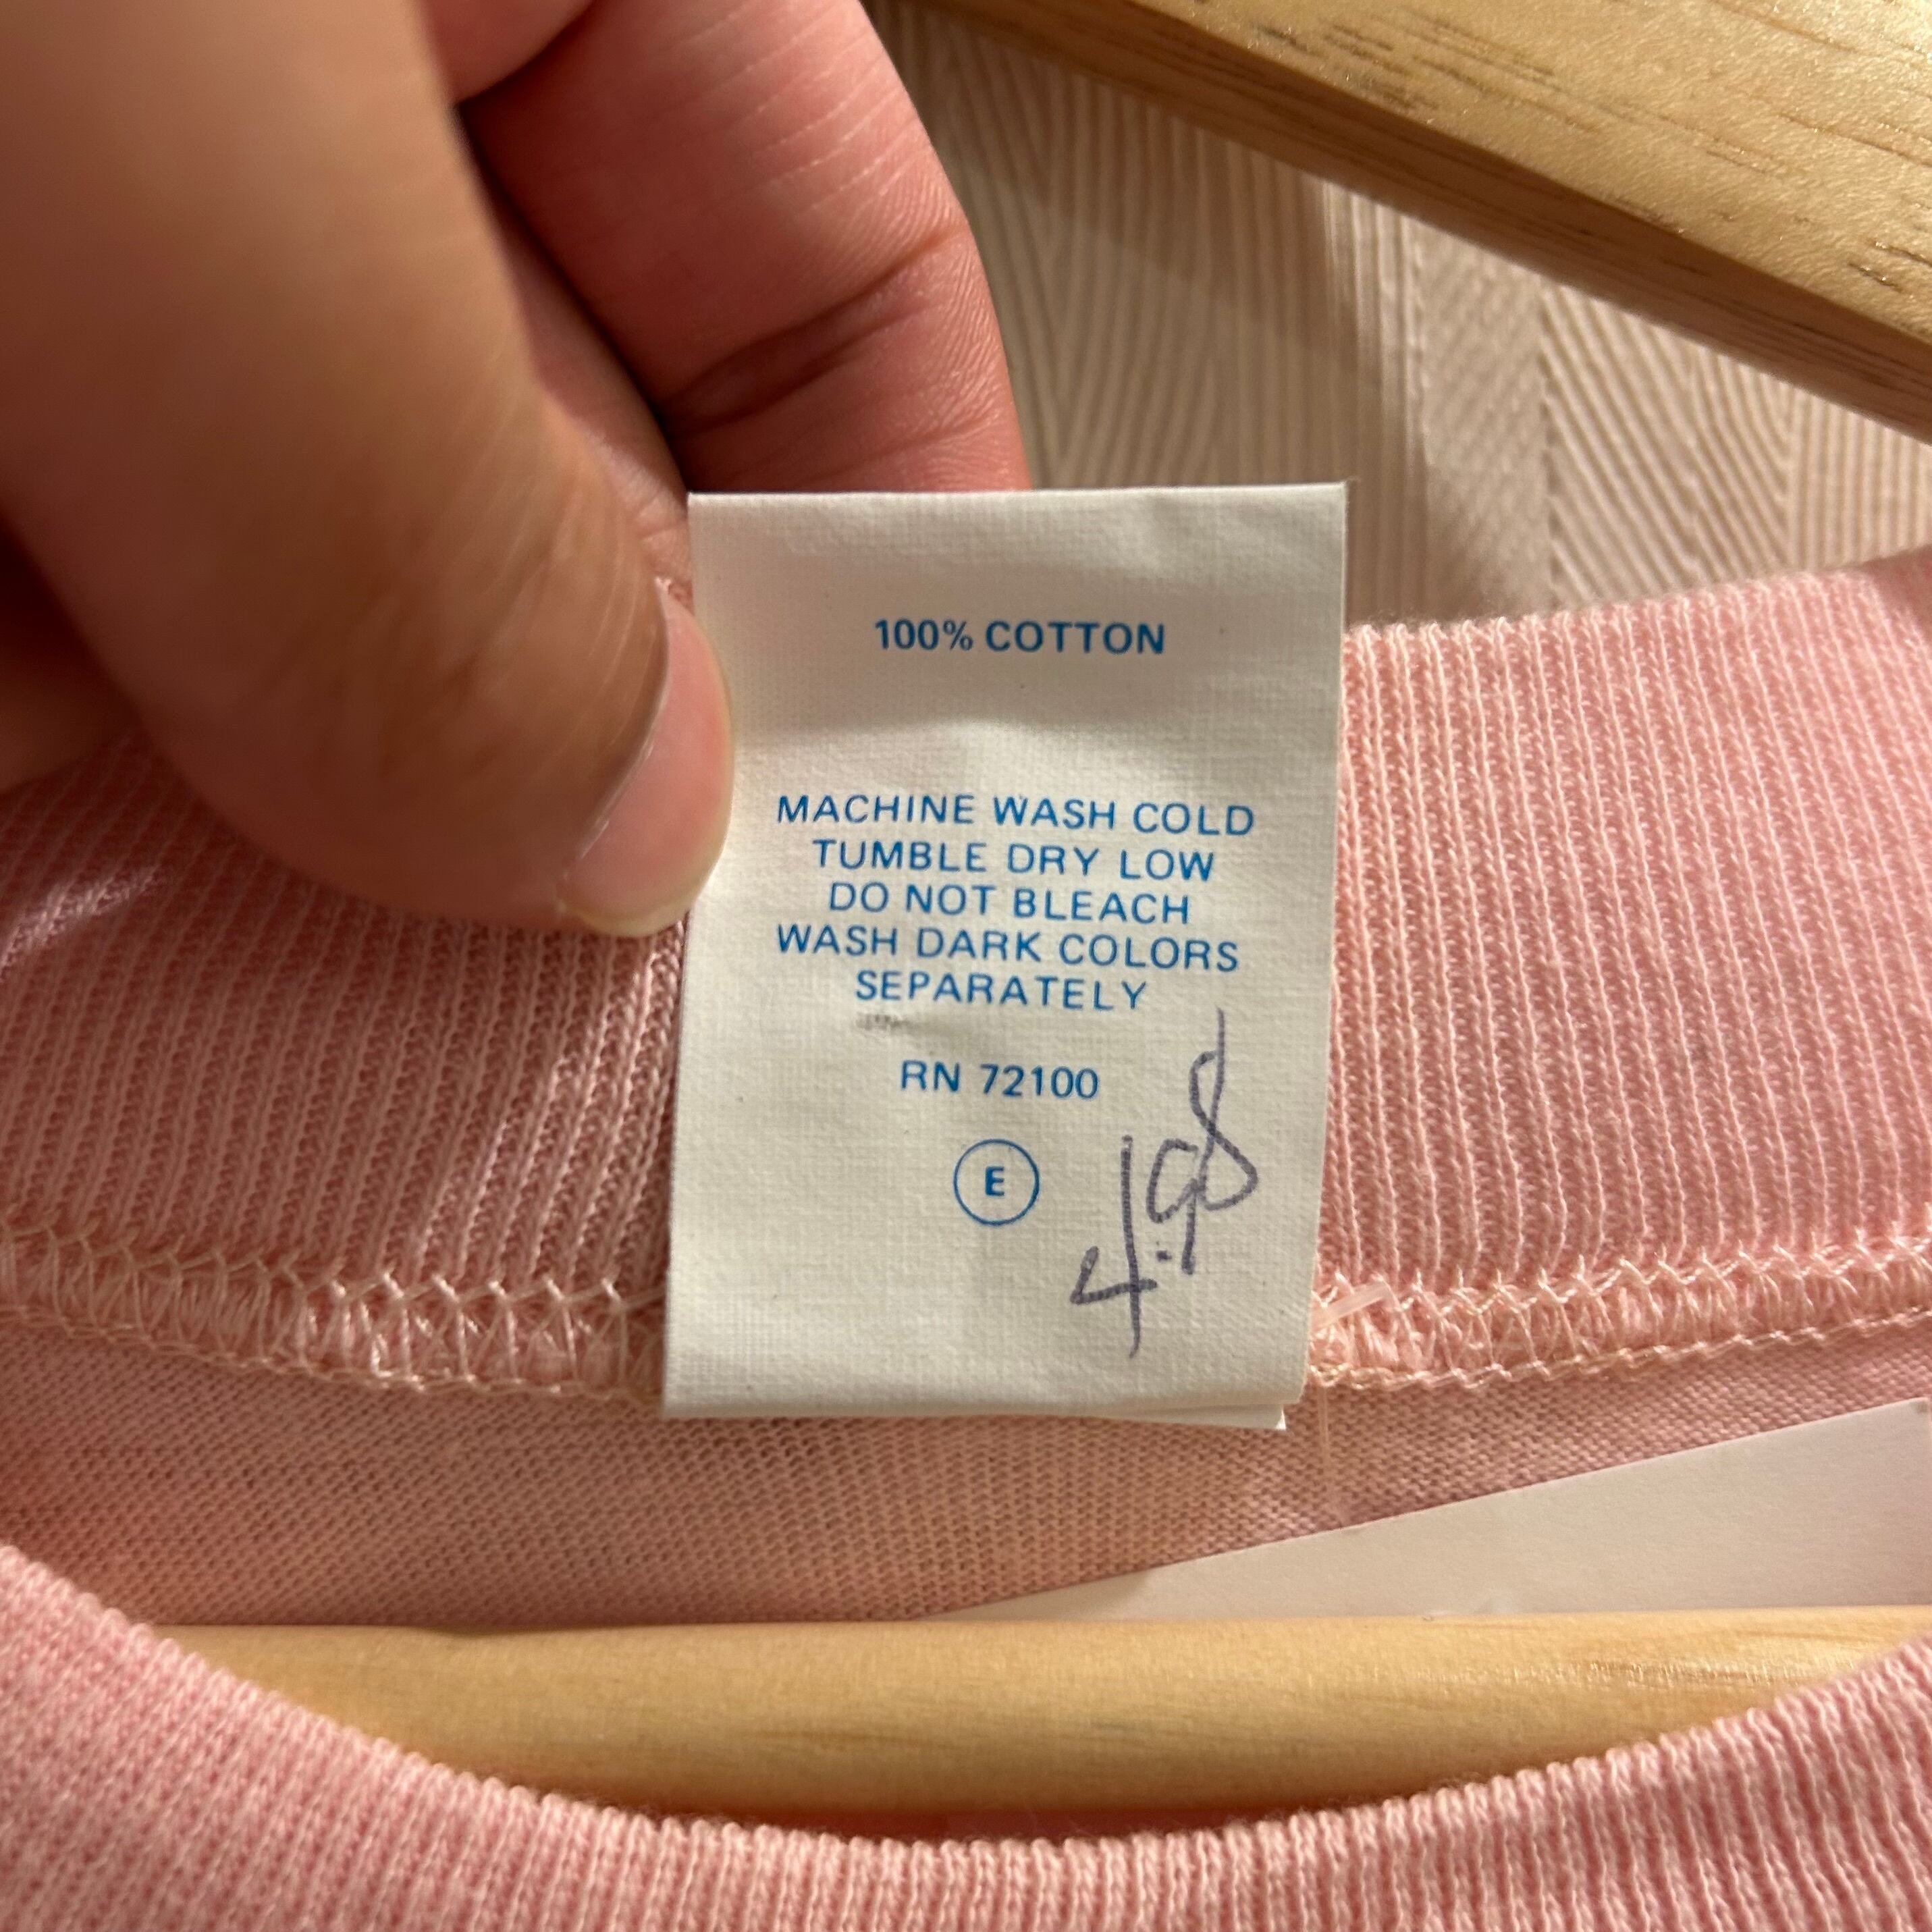 100% COTTON
MACHINE WASH COLD
TUMBLE DRY LOW
DO NOT BLEACH
WASH DARK COLORS
SEPARATELY
RN 72100
E
4.98